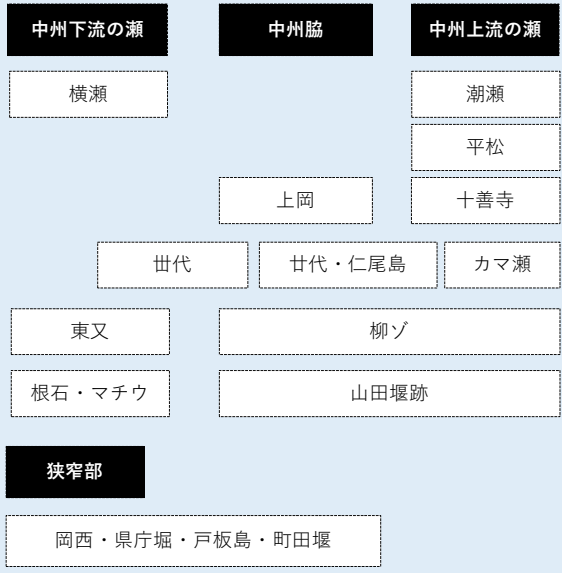 中州下流の瀬 中州脇 中州上流の瀬
横瀬 潮瀬
平松
上岡 十善寺
丗代 廿代・仁尾島 カマ瀬
東又 柳ゾ
根石・マチウ 山田堰跡
狭窄部
岡西・県庁堀・戸板島・町田堰